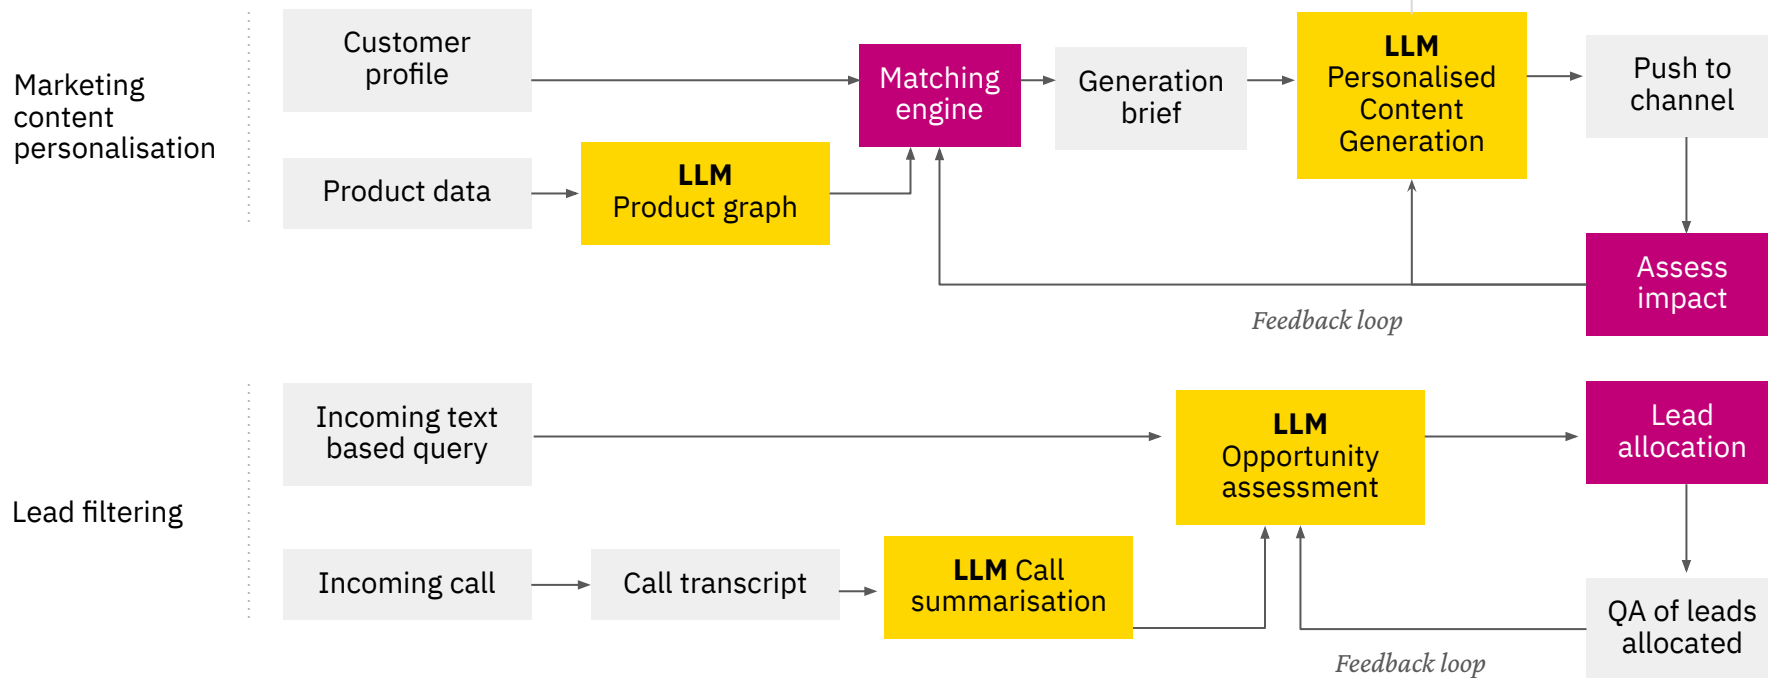 Marketing
content
personalisation
Customer
profile
Product data
LLM
Product graph
Matching
engine
Generation
brief
LLM
Personalised
Content
Generation
Push to
channel
Assess
impact
Feedback loop
Lead filtering
Incoming text
based query
Incoming call
Call transcript
LLM Call
summarisation
LLM
Opportunity
assessment
Lead
allocation
QA of leads
allocated
Feedback loop